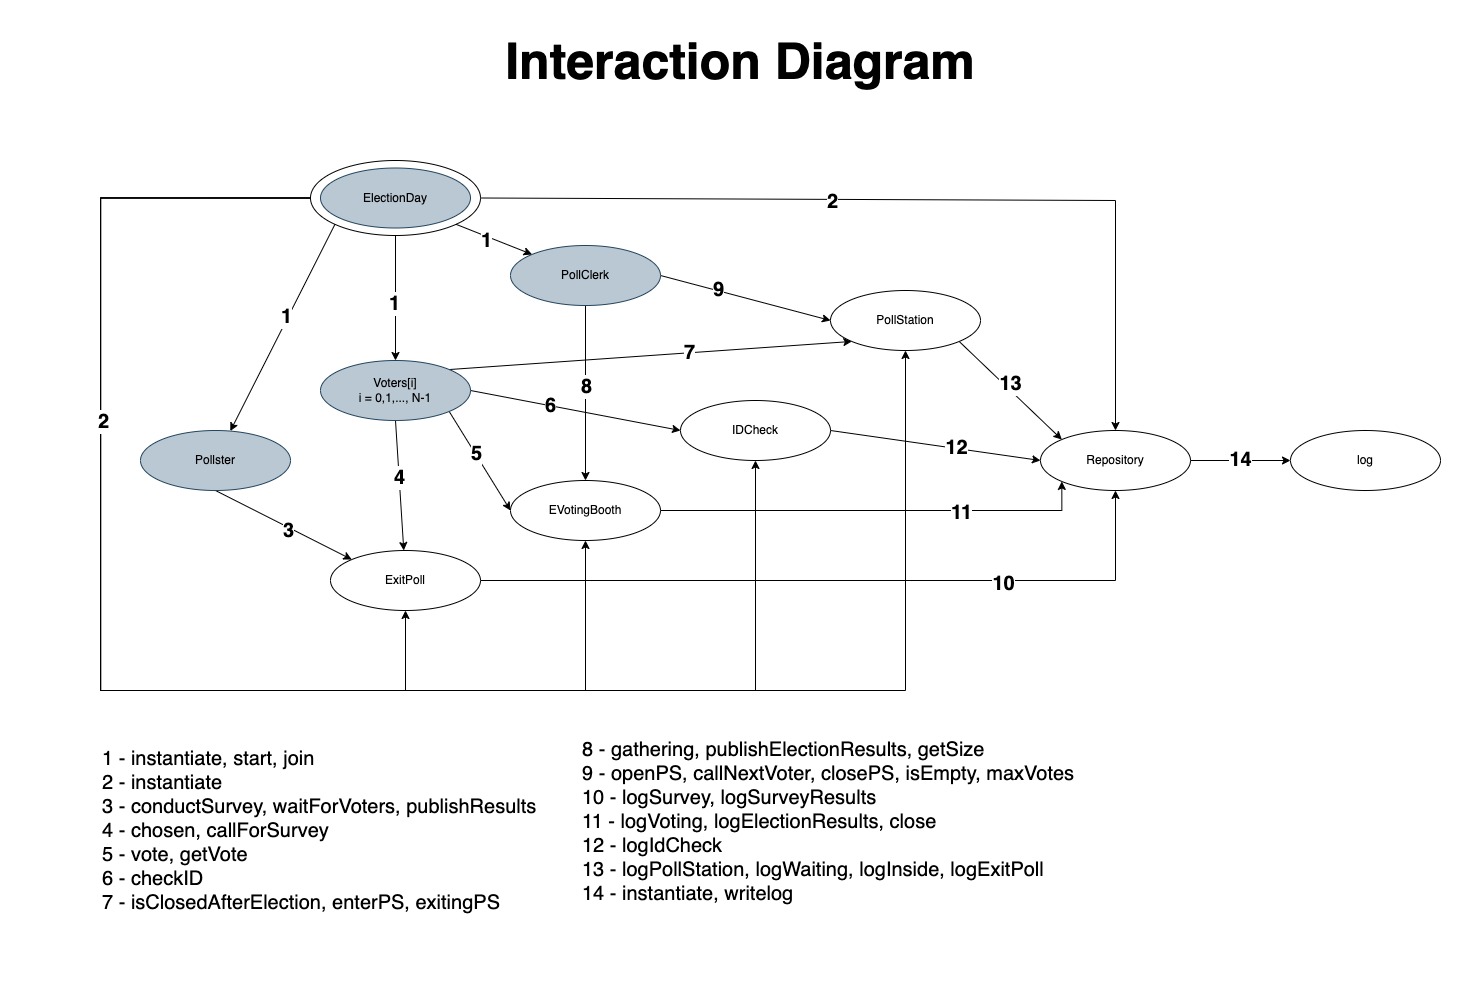 Interaction Diagram
ElectionDay
2
1
PollClerk
9
1
1
PollStation
7
Voters[i]
i = 0,1,..., N-1
8
13
6
2
IDCheck
12
5
Pollster
4
Repository
14
log
EVotingBooth
11
3
ExitPoll
10
1 - instantiate, start, join
2 - instantiate
3 - conductSurvey, waitForVoters, publishResults
4 - chosen, callForSurvey
5 - vote, getVote
6 - checkID
7 - isClosedAfterElection, enterPS, exitingPS
8 - gathering, publishElectionResults, getSize
9 - openPS, callNextVoter, closePS, isEmpty, maxVotes
10 - logSurvey, logSurveyResults
11 - logVoting, logElectionResults, close
12 - logIdCheck
13 - logPollStation, logWaiting, logInside, logExitPoll
14 - instantiate, writelog